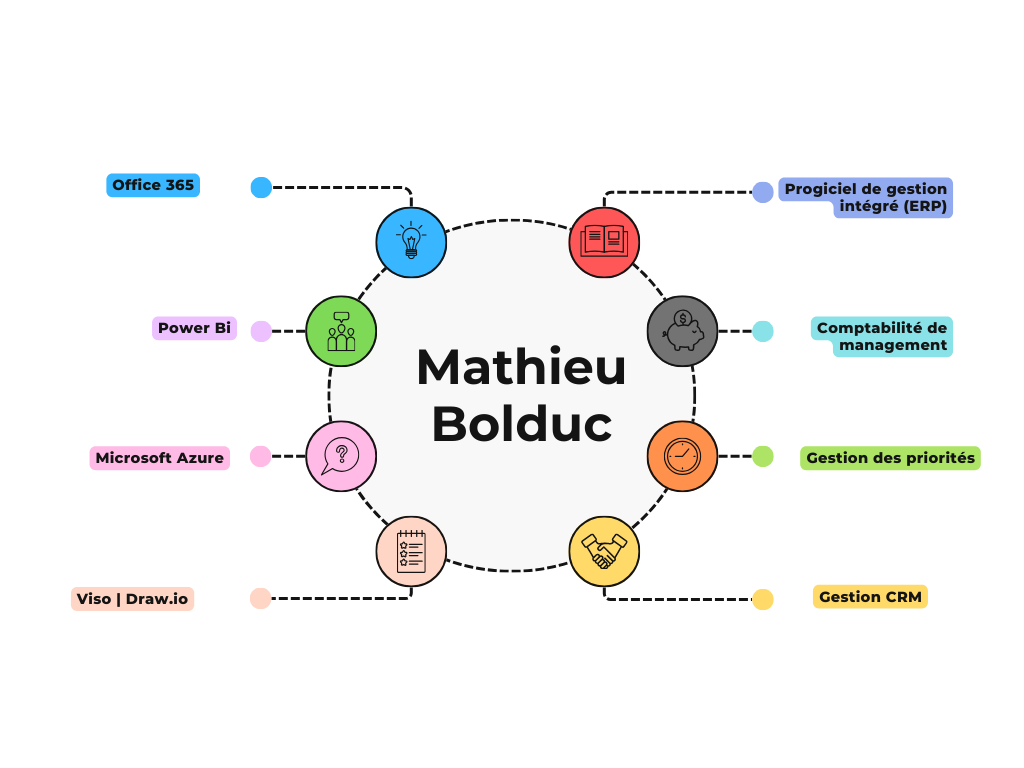 Office 365
Progiciel de gestion
intégré (ERP)
Power Bi
Comptabilité de
management
Mathieu
Bolduc
Microsoft Azure
Gestion des priorités
Viso | Draw.io
Gestion CRM